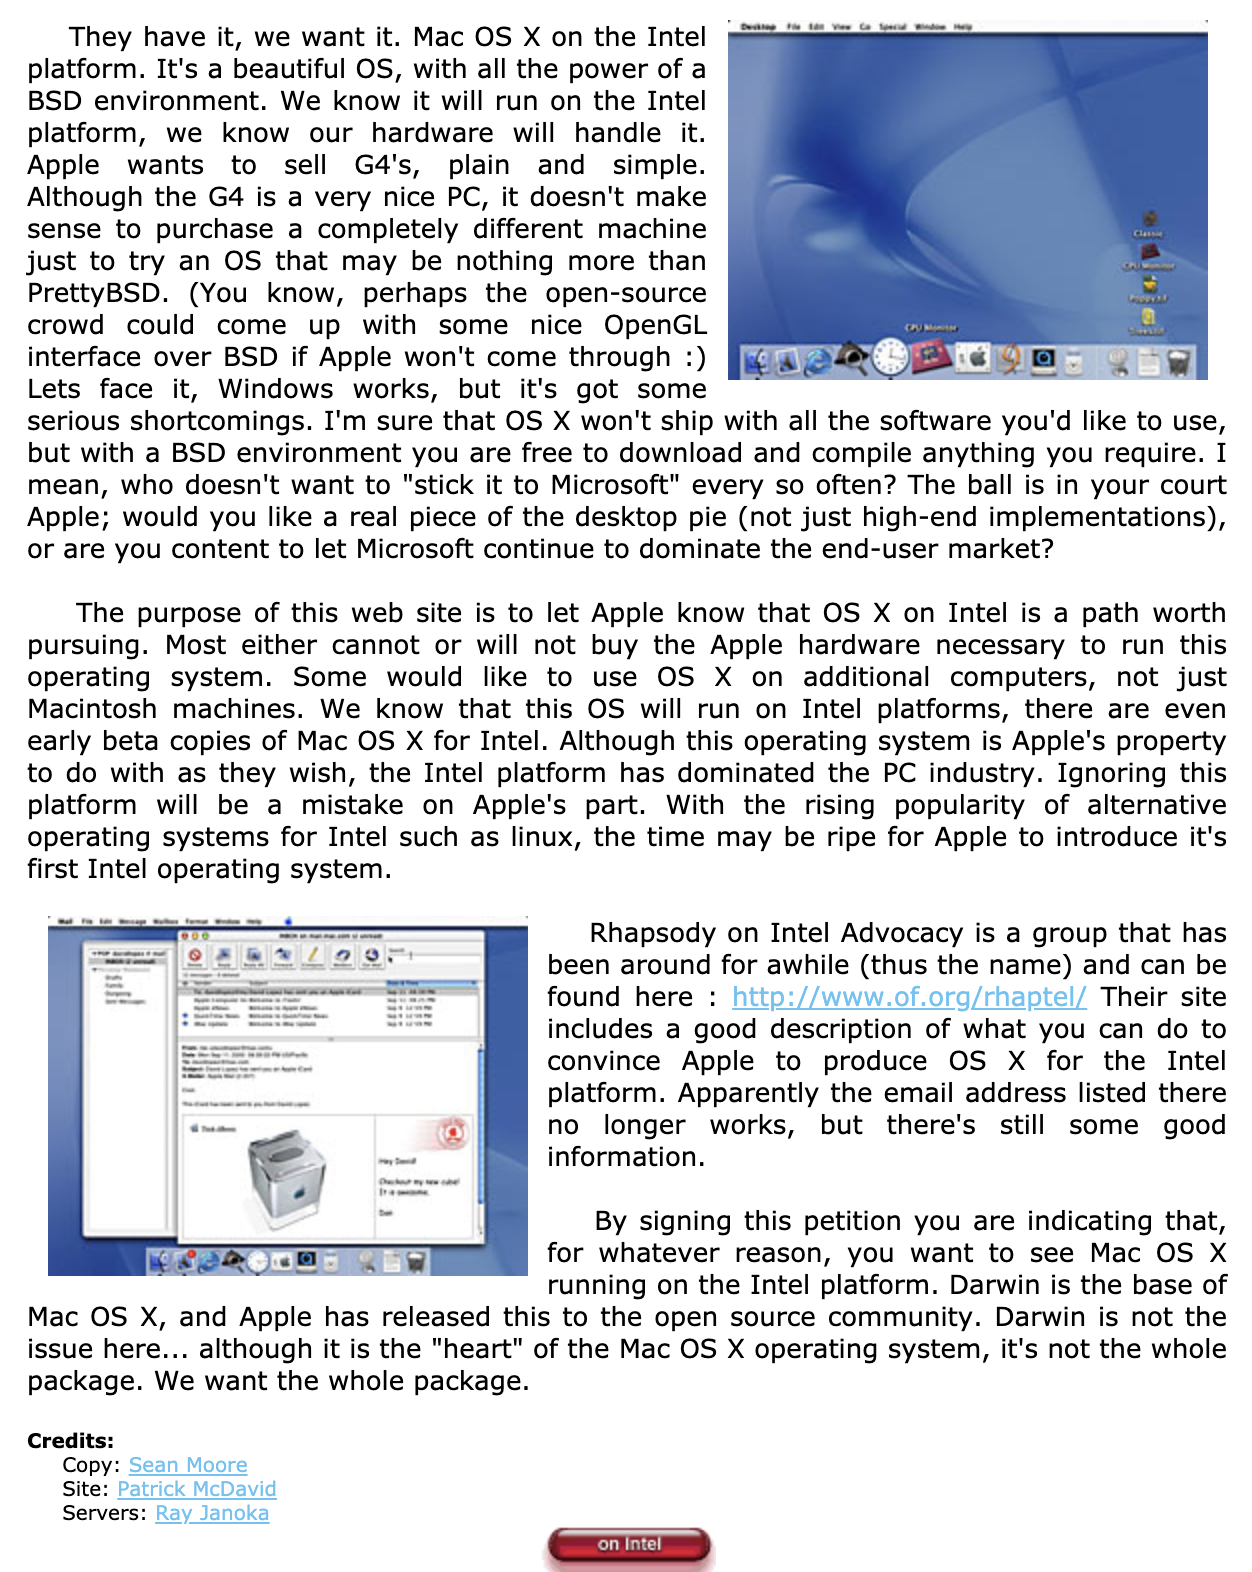 They have it, we want it. Mac OS X on the Intel
platform. It's a beautiful OS, with all the power of a
BSD environment. We know it will run on the Intel
platform, we know our hardware will handle it.
Apple wants to sell G4's, plain and simple.
Although the G4 is a very nice PC, it doesn't make
sense to purchase a completely different machine
just to try an OS that may be nothing more than
PrettyBSD. (You know, perhaps the open-source
crowd could come up with some nice OpenGL
interface over BSD if Apple won't come through :)
Lets face it, Windows works, but it's got some
serious shortcomings. I'm sure that OS X won't ship with all the software you'd like to use,
but with a BSD environment you are free to download and compile anything you require. I
mean, who doesn't want to "stick it to Microsoft" every so often? The ball is in your court
Apple; would you like a real piece of the desktop pie (not just high-end implementations),
or are you content to let Microsoft continue to dominate the end-user market?
Desktop File Edit View Go Special Window Help
Classic
CPU Monitor
CPU Monitor
The purpose of this web site is to let Apple know that OS X on Intel is a path worth
pursuing. Most either cannot or will not buy the Apple hardware necessary to run this
operating system. Some would like to use OS X on additional computers, not just
Macintosh machines. We know that this OS will run on Intel platforms, there are even
early beta copies of Mac OS X for Intel. Although this operating system is Apple's property
to do with as they wish, the Intel platform has dominated the PC industry. Ignoring this
platform will be a mistake on Apple's part. With the rising popularity of alternative
operating systems for Intel such as linux, the time may be ripe for Apple to introduce it's
first Intel operating system.
Mail File Edit Message Mailbox Format Window Help
Hey David!
Checkout my new cube!
It is awesome.
Dan
Rhapsody on Intel Advocacy is a group that has
been around for awhile (thus the name) and can be
found here : http://www.of.org/rhaptel/ Their site
includes a good description of what you can do to
convince Apple to produce OS X for the Intel
platform. Apparently the email address listed there
no longer works, but there's still some good
information.
By signing this petition you are indicating that,
for whatever reason, you want to see Mac OS X
running on the Intel platform. Darwin is the base of
Mac OS X, and Apple has released this to the open source community. Darwin is not the
issue here... although it is the "heart" of the Mac OS X operating system, it's not the whole
package. We want the whole package.
Credits:
Copy: Sean Moore
Site: Patrick McDavid
Servers: Ray Janoka
on Intel